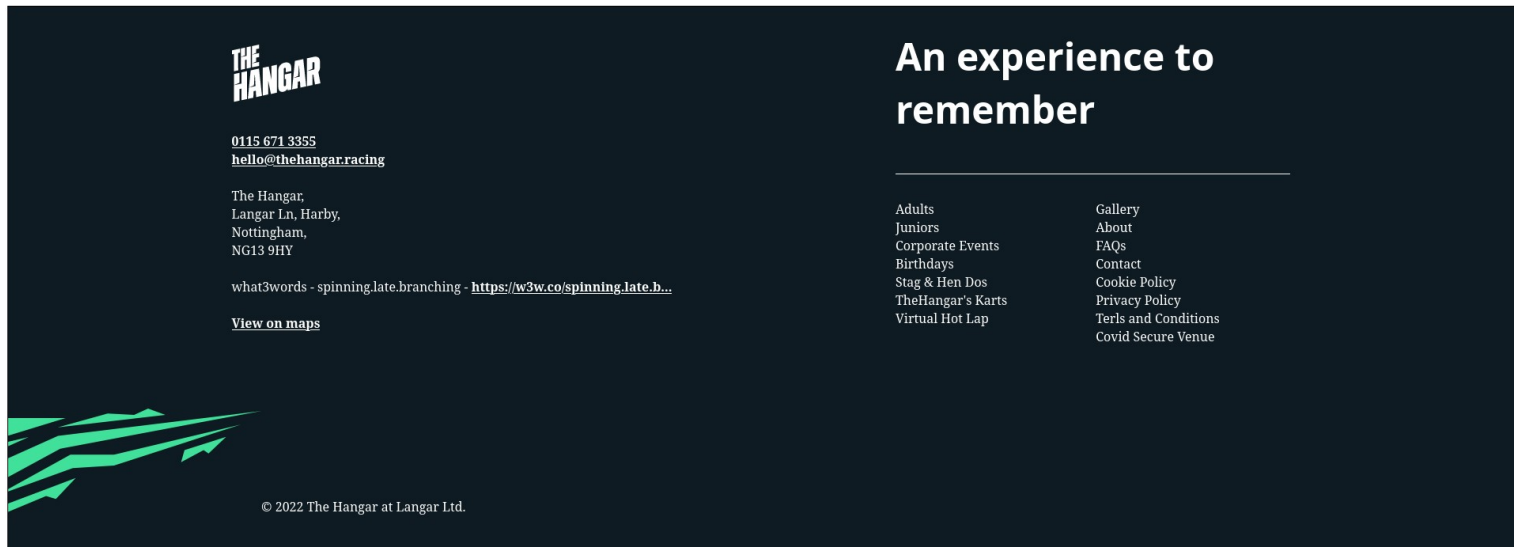 THE
HANGAR
0115 671 3355
hello@thehangar.racing
The Hangar,
Langar Ln, Harby,
Nottingham,
NG13 9HY
what3words - spinning.late.branching - https://w3w.co/spinning.late.b...
View on maps
An experience to
remember
Adults
Juniors
Corporate Events
Birthdays
Stag & Hen Dos
TheHangar's Karts
Virtual Hot Lap
Gallery
About
FAQs
Contact
Cookie Policy
Privacy Policy
Terls and Conditions
Covid Secure Venue
© 2022 The Hangar at Langar Ltd.